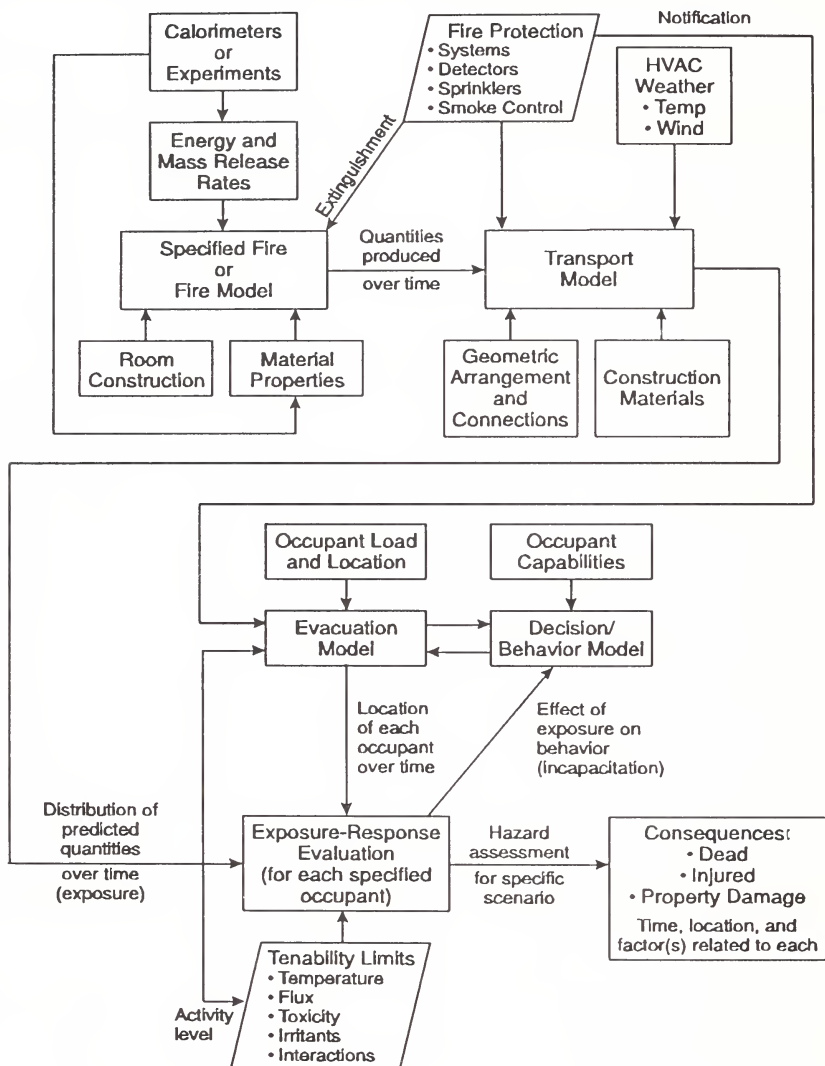 Calorimeters
or
Experiments
Fire Protection
• Systems
• Detectors
• Sprinklers
• Smoke Control
Notification
HVAC
Weather
• Temp
• Wind
Energy and
Mass Release
Rates
Extinguishment
Specified Fire
or
Fire Model
Quantities
produced
over time
Transport
Model
Room
Construction
Material
Properties
Geometric
Arrangement
and
Connections
Construction
Materials
Occupant Load
and Location
Occupant
Capabilities
Evacuation
Model
Decision/
Behavior Model
Location
of each
occupant
over time
Effect of
exposure on
behavior
(incapacitation)
Distribution of
predicted
quantities
over time
(exposure)
Exposure-Response
Evaluation
(for each specified
occupant)
Hazard
assessment
for specific
scenario
Consequences:
• Dead
• Injured
• Property Damage
Time, location, and
factor(s) related to each
Activity
level
Tenability Limits
• Temperature
• Flux
• Toxicity
• Irritants
• Interactions